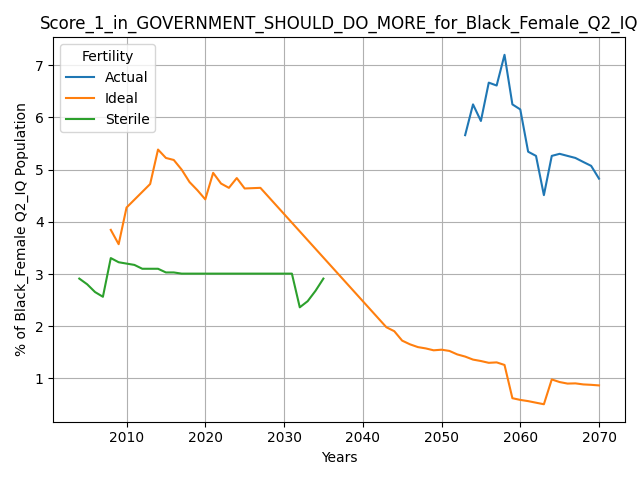 Score_1_in_GOVERNMENT_SHOULD_DO_MORE_for_Black_Female_Q2_IQ
Fertility
Actual
Ideal
Sterile
% of Black_Female Q2_IQ Population
7
6
5
4
3
2
1
2010 2020 2030 2040 2050 2060 2070
Years